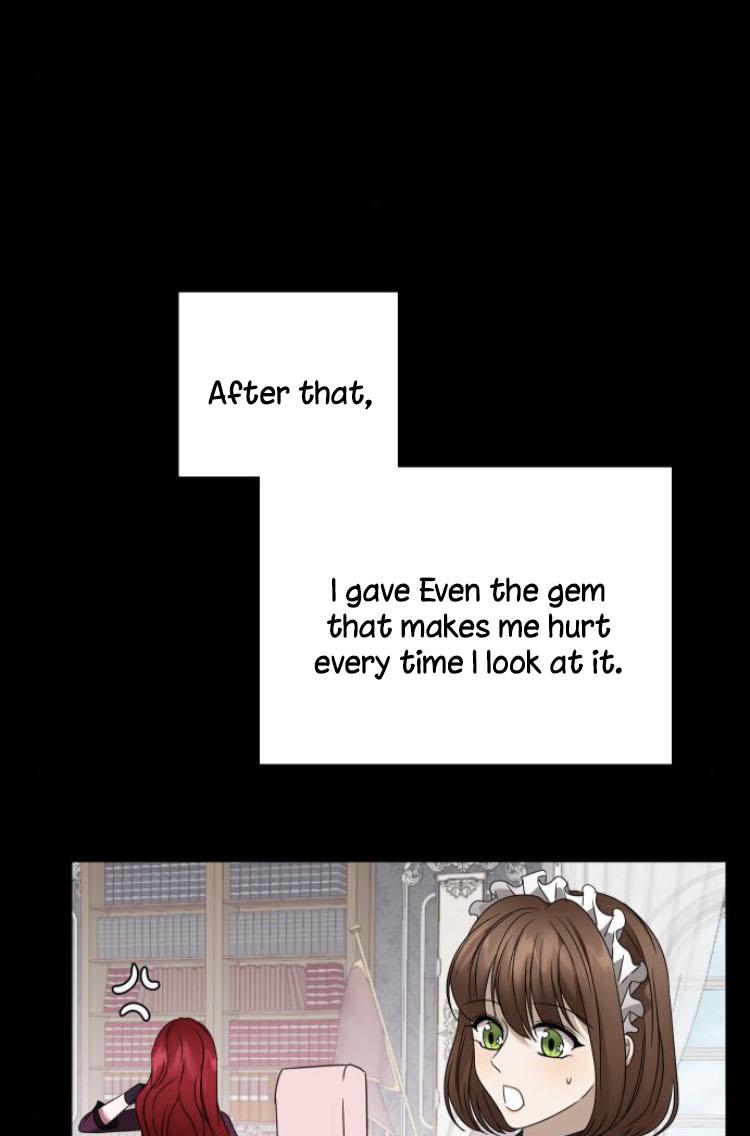 After that,
I gave Even the gem
that makes me hurt
every time I look at it.